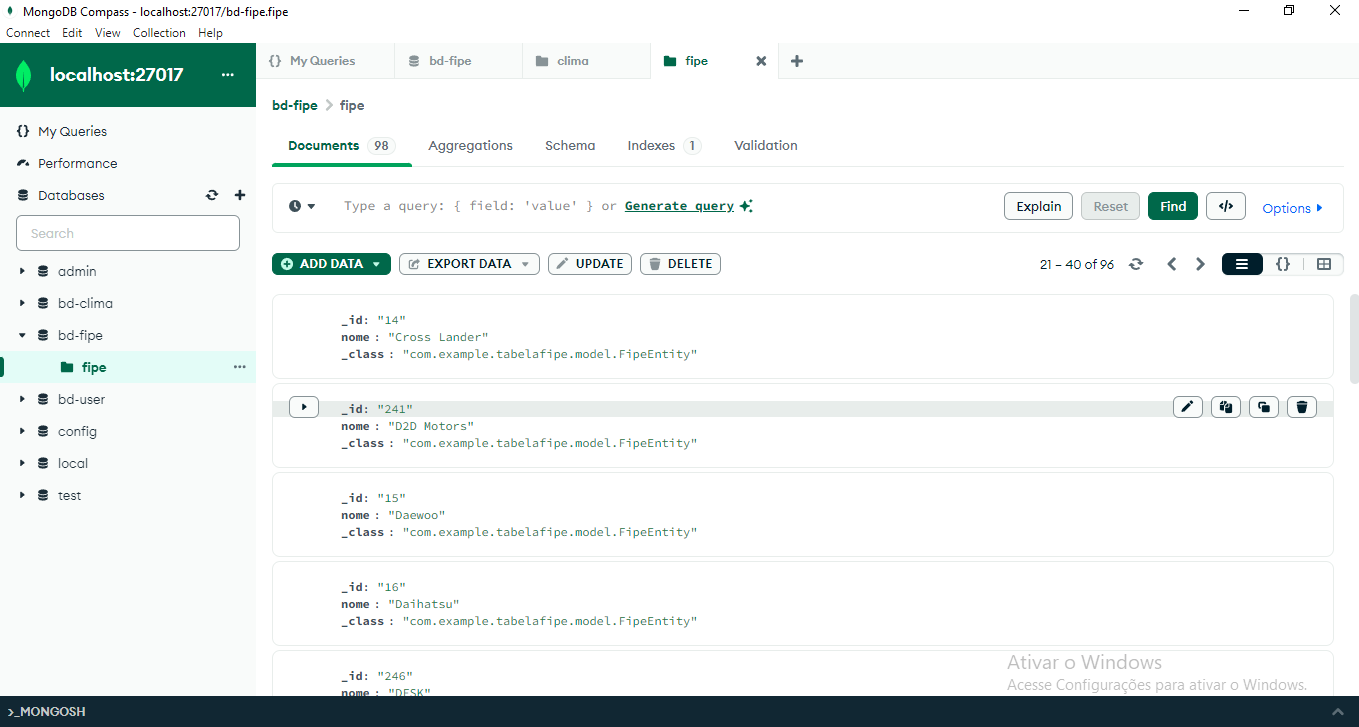 MongoDB Compass - localhost:27017/bd-fipe.fipe
Connect Edit View Collection Help
localhost:27017 ...
{} My Queries
bd-fipe
clima
fipe
bd-fipe > fipe
My Queries
Performance
Databases
Search
admin
bd-clima
bd-fipe
fipe ...
bd-user
config
local
test
Documents 98 Aggregations Schema Indexes 1 Validation
Type a query: { field: 'value' } or Generate query
Explain Reset Find </> Options
ADD DATA EXPORT DATA UPDATE DELETE
21 – 40 of 96 {}
_id: "14"
nome : "Cross Lander"
_class : "com.example.tabelafipe.model.FipeEntity"
_id: "241"
nome : "D2D Motors"
_class : "com.example.tabelafipe.model.FipeEntity"
_id: "15"
nome : "Daewoo"
_class : "com.example.tabelafipe.model.FipeEntity"
_id: "16"
nome : "Daihatsu"
_class : "com.example.tabelafipe.model.FipeEntity"
_id: "246"
nome : "DFSK"
Ativar o Windows
Acesse Configurações para ativar o Windows.
>_MONGOSH